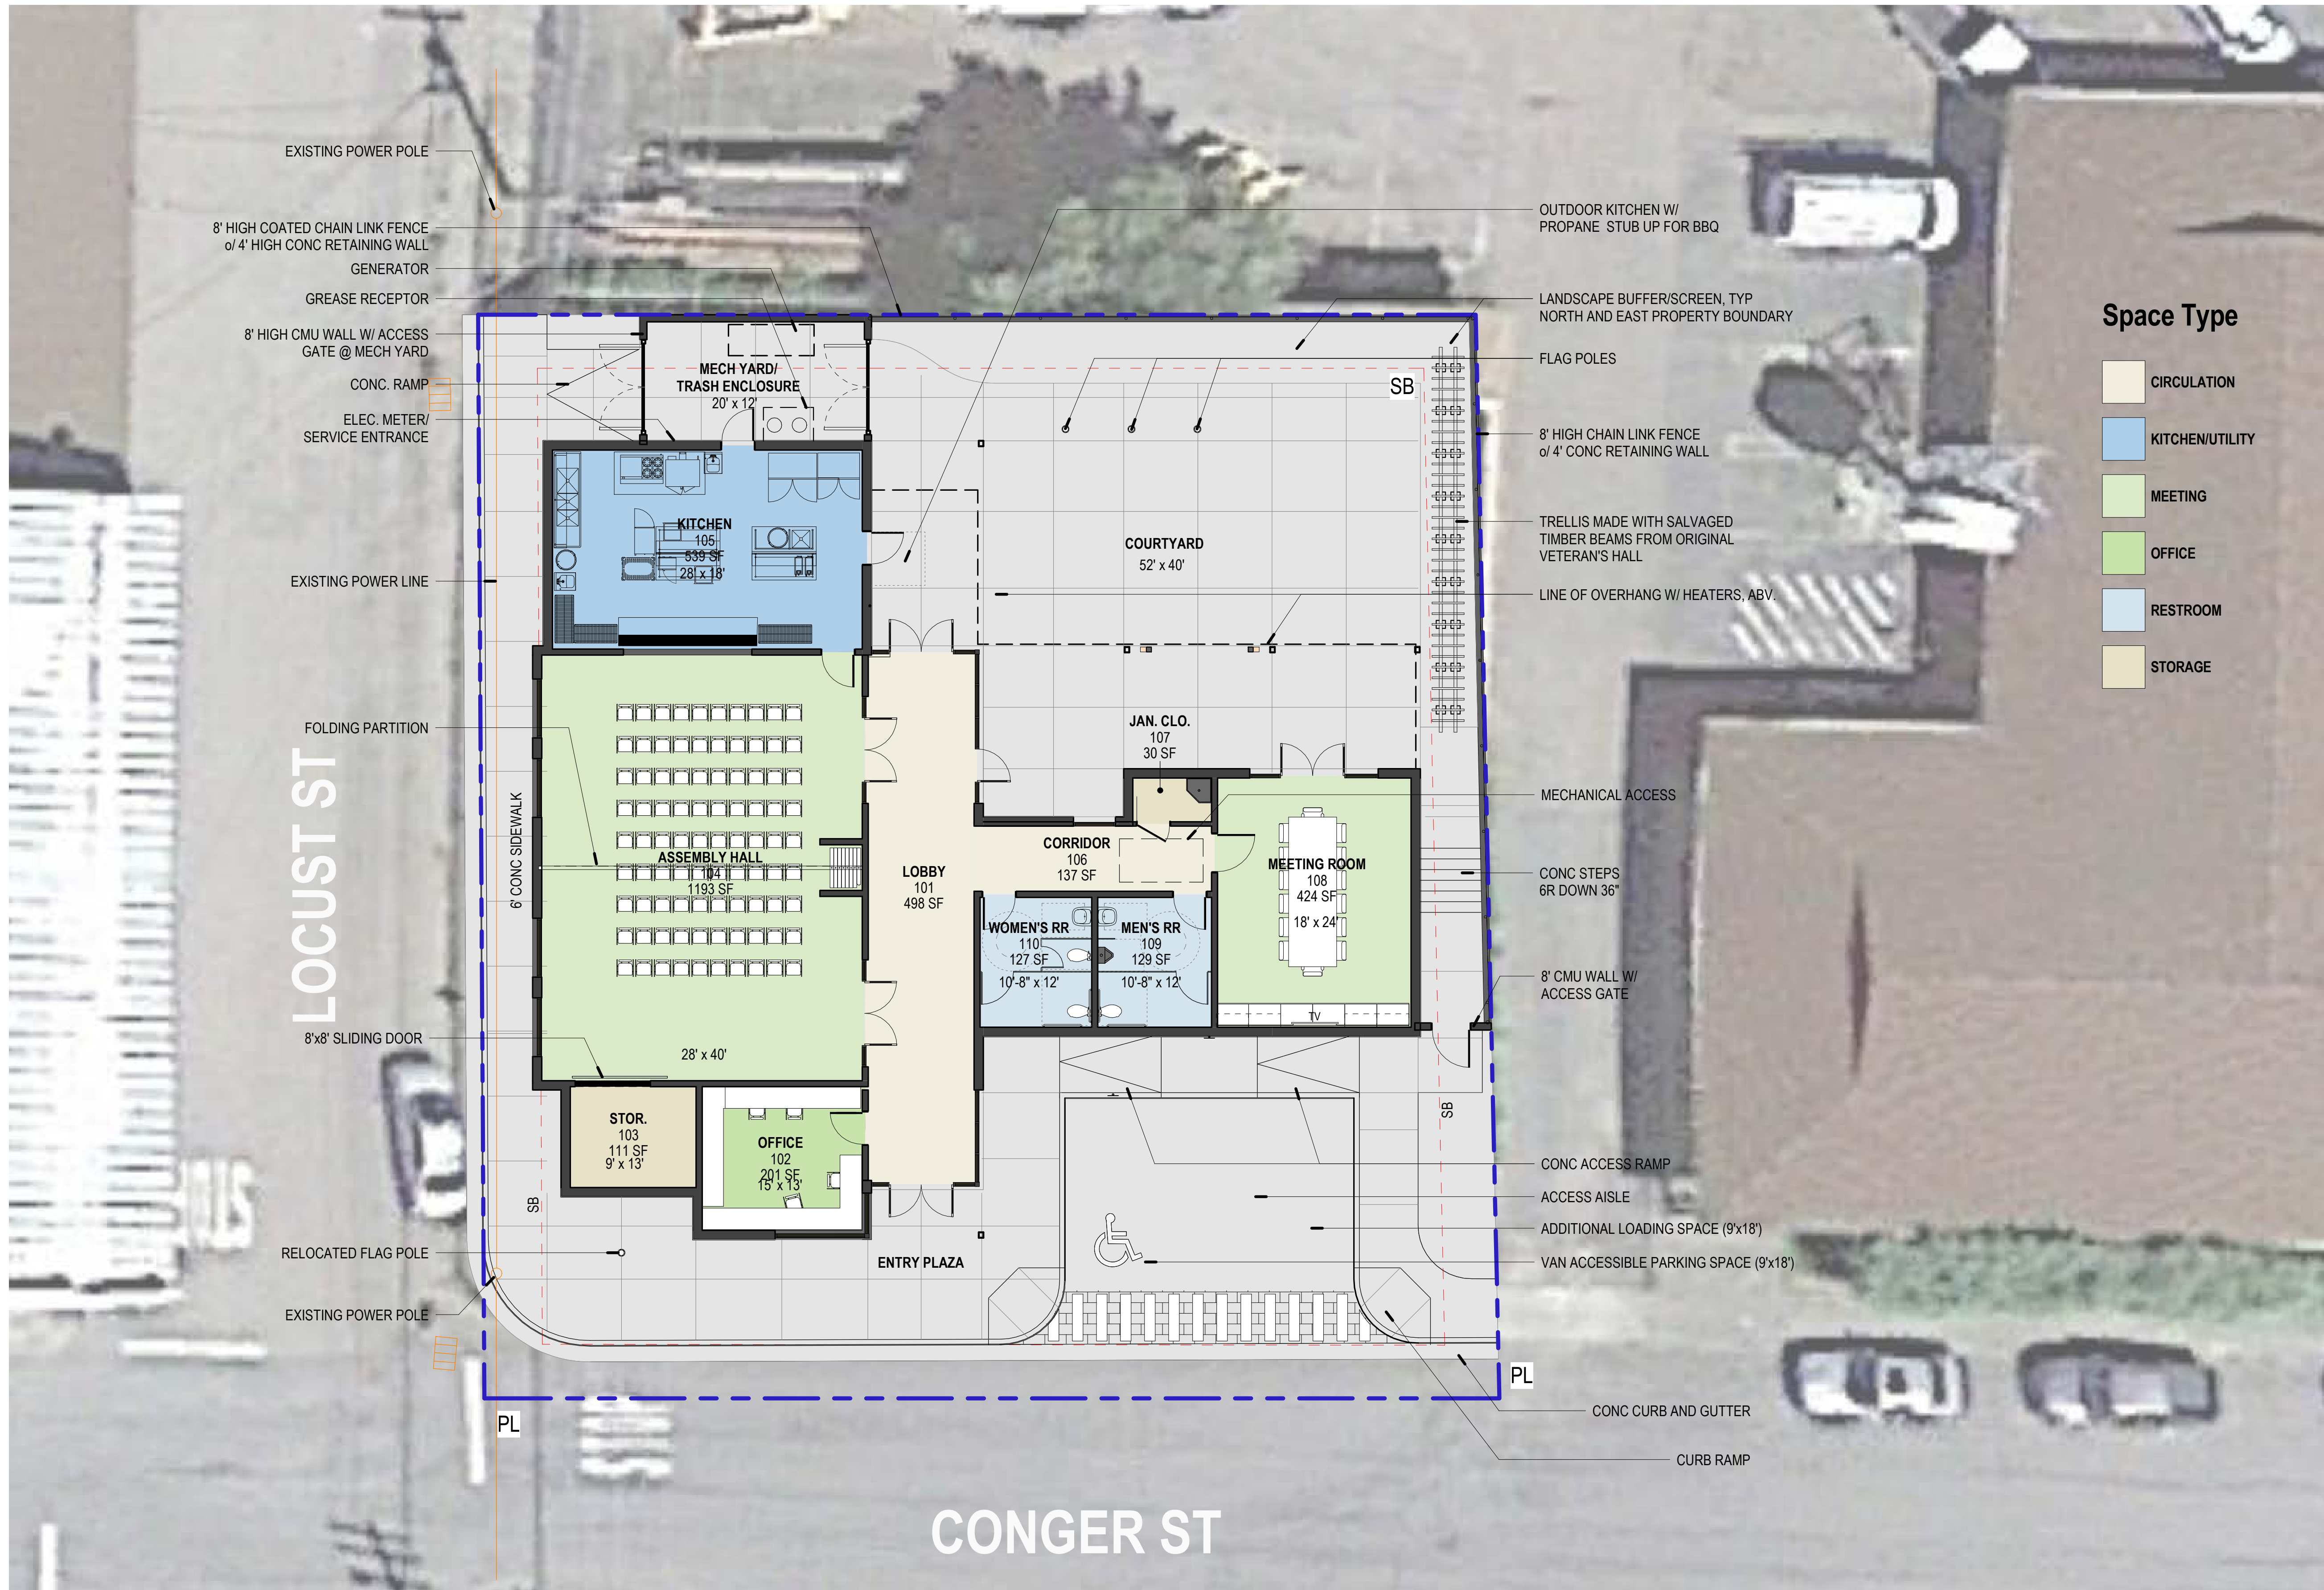 EXISTING POWER POLE
8' HIGH COATED CHAIN LINK FENCE
o/ 4' HIGH CONC RETAINING WALL
GENERATOR
GREASE RECEPTOR
8' HIGH CMU WALL W/ ACCESS
GATE @ MECH YARD
CONC. RAMP
ELEC. METER/
SERVICE ENTRANCE
EXISTING POWER LINE
FOLDING PARTITION
6' CONC SIDEWALK
LOCUST ST
8'x8' SLIDING DOOR
RELOCATED FLAG POLE
EXISTING POWER POLE
MECH YARD/
TRASH ENCLOSURE
20' x 12'
KITCHEN
105
539 SF
28' x 18'
COURTYARD
52' x 40'
JAN. CLO.
107
30 SF
ASSEMBLY HALL
104
1193 SF
28' x 40'
LOBBY
101
498 SF
CORRIDOR
106
137 SF
MEETING ROOM
108
424 SF
18' x 24'
TV
WOMEN'S RR
110
127 SF
10'-8" x 12'
MEN'S RR
109
129 SF
10'-8" x 12'
STOR.
103
111 SF
9' x 13'
OFFICE
102
201 SF
15' x 13'
ENTRY PLAZA
SB
SB
SB
PL
PL
OUTDOOR KITCHEN W/
PROPANE STUB UP FOR BBQ
LANDSCAPE BUFFER/SCREEN, TYP
NORTH AND EAST PROPERTY BOUNDARY
FLAG POLES
8' HIGH CHAIN LINK FENCE
o/ 4' CONC RETAINING WALL
TRELLIS MADE WITH SALVAGED
TIMBER BEAMS FROM ORIGINAL
VETERAN'S HALL
LINE OF OVERHANG W/ HEATERS, ABV.
MECHANICAL ACCESS
CONC STEPS
6R DOWN 36"
8' CMU WALL W/
ACCESS GATE
CONC ACCESS RAMP
ACCESS AISLE
ADDITIONAL LOADING SPACE (9'x18')
VAN ACCESSIBLE PARKING SPACE (9'x18')
CONC CURB AND GUTTER
CURB RAMP
CONGER ST
Space Type
CIRCULATION
KITCHEN/UTILITY
MEETING
OFFICE
RESTROOM
STORAGE